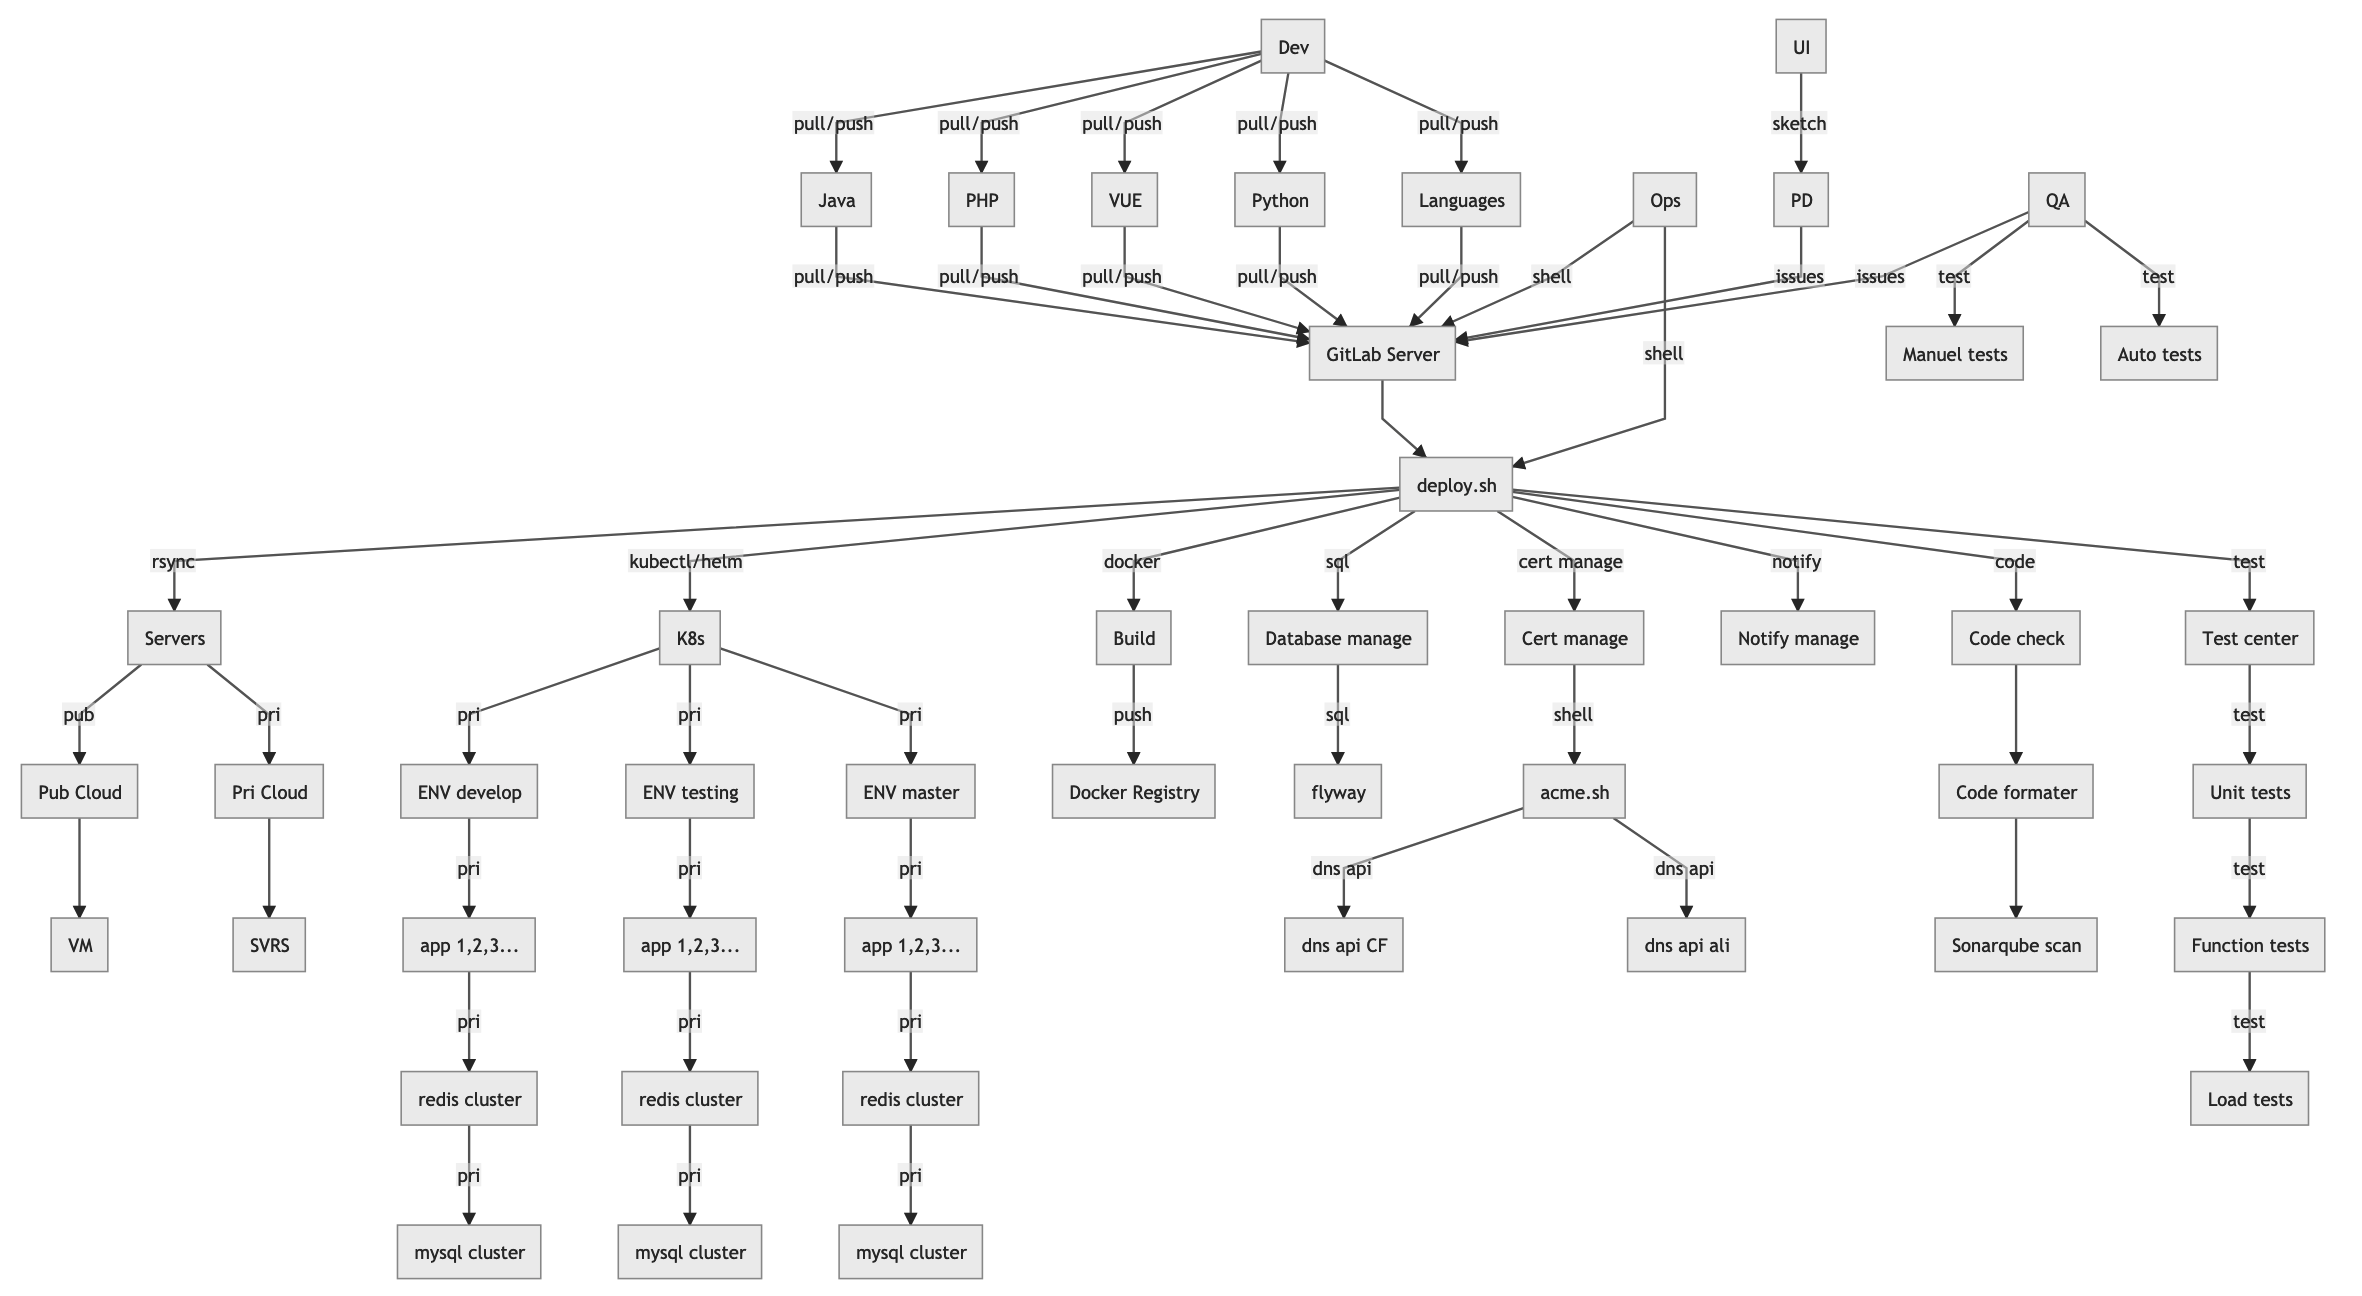 Dev
UI
pull/push
pull/push
pull/push
pull/push
pull/push
sketch
Java
PHP
VUE
Python
Languages
Ops
PD
QA
pull/push
pull/push
pull/push
pull/push
pull/push
shell
issues
issues
test
test
GitLab Server
shell
Manuel tests
Auto tests
deploy.sh
rsync
kubectl/helm
docker
sql
cert manage
notify
code
test
Servers
K8s
Build
Database manage
Cert manage
Notify manage
Code check
Test center
pub
pri
pri
pri
pri
push
sql
shell
test
Pub Cloud
Pri Cloud
ENV develop
ENV testing
ENV master
Docker Registry
flyway
acme.sh
Code formater
Unit tests
pri
pri
pri
dns api
dns api
test
VM
SVRS
app 1,2,3...
app 1,2,3...
app 1,2,3...
dns api CF
dns api ali
Sonarqube scan
Function tests
pri
pri
pri
test
redis cluster
redis cluster
redis cluster
Load tests
pri
pri
pri
mysql cluster
mysql cluster
mysql cluster